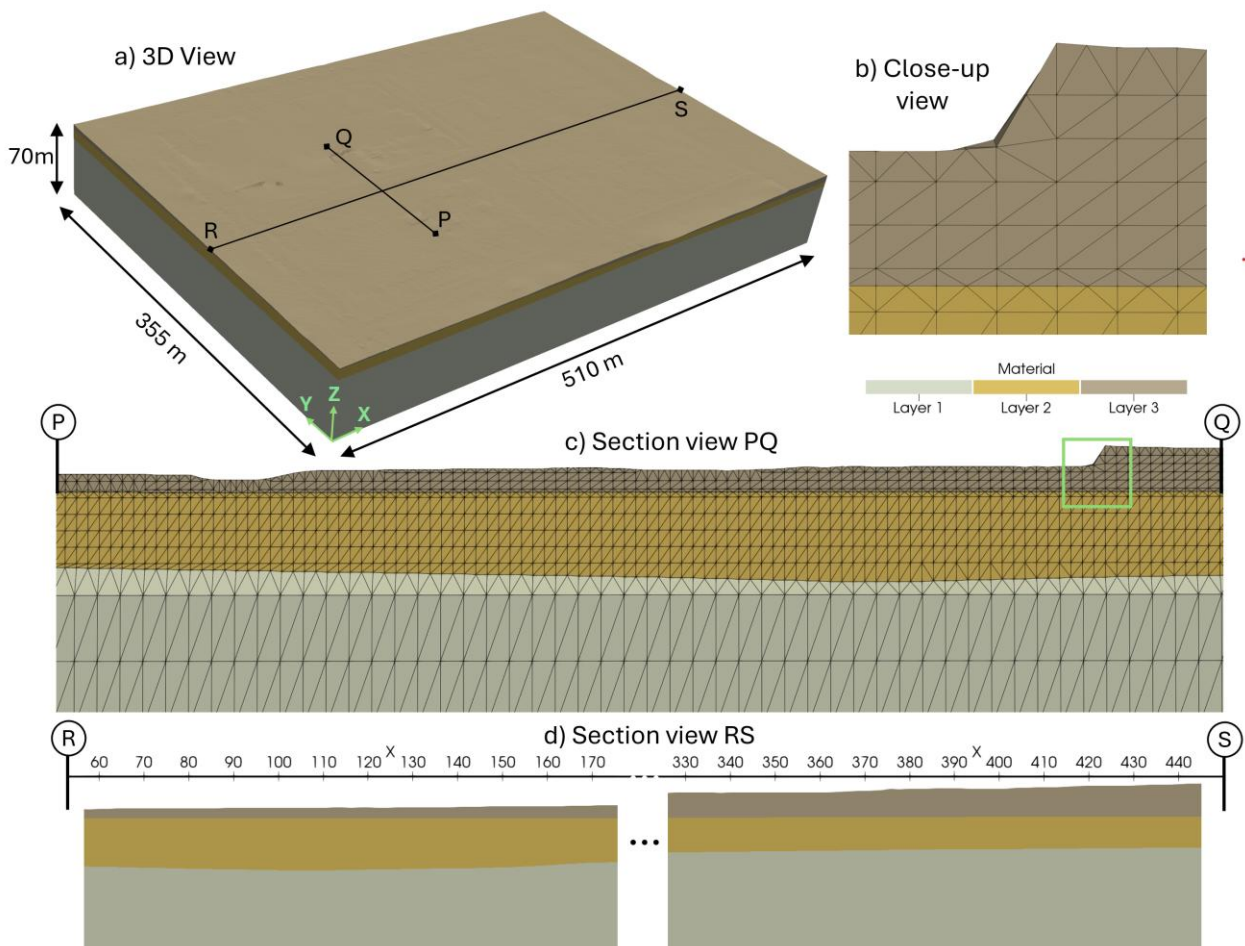 a) 3D View
b) Close-up
view
70m
Q
S
P
R
355 m
510 m
Y
Z
X
Material
Layer 1
Layer 2
Layer 3
P
c) Section view PQ
Q
R
d) Section view RS
S
X
X
60 70 80 90 100 110 120 130 140 150 160 170 330 340 350 360 370 380 390 400 410 420 430 440